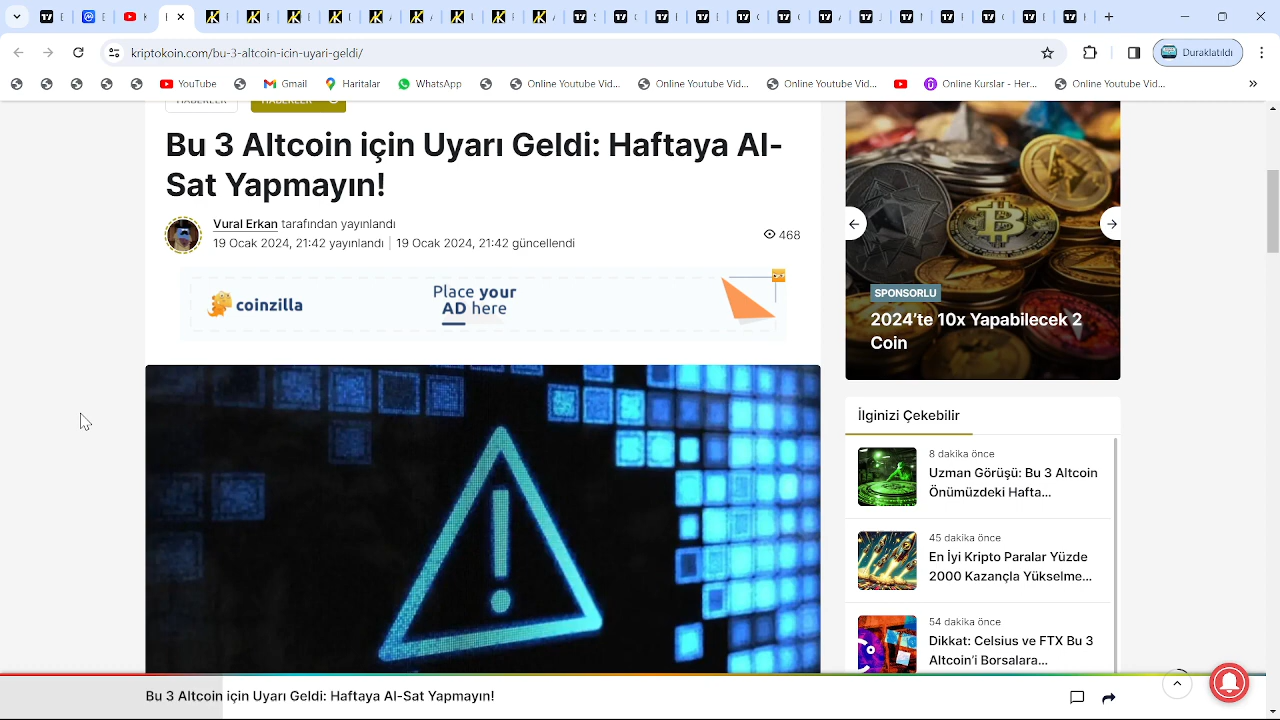 kriptokoin.com/bu-3-altcoin-icin-uyari-geldi/
Duraklatıldı
YouTube
Gmail
Haritalar
WhatsApp
Online Youtube Vid...
Online Youtube Vid...
Online Youtube Vid...
Online Kurslar - Her...
Online Youtube Vid...
HABERLER
HABERLER
Bu 3 Altcoin için Uyarı Geldi: Haftaya Al-
Sat Yapmayın!
Vural Erkan tarafından yayınlandı
19 Ocak 2024, 21:42 yayınlandı | 19 Ocak 2024, 21:42 güncellendi
468
coinzilla
Place your
AD here
SPONSORLU
2024’te 10x Yapabilecek 2
Coin
İlginizi Çekebilir
8 dakika önce
Uzman Görüşü: Bu 3 Altcoin
Önümüzdeki Hafta...
45 dakika önce
En İyi Kripto Paralar Yüzde
2000 Kazançla Yükselme...
54 dakika önce
Dikkat: Celsius ve FTX Bu 3
Altcoin’i Borsalara...
Bu 3 Altcoin için Uyarı Geldi: Haftaya Al-Sat Yapmayın!